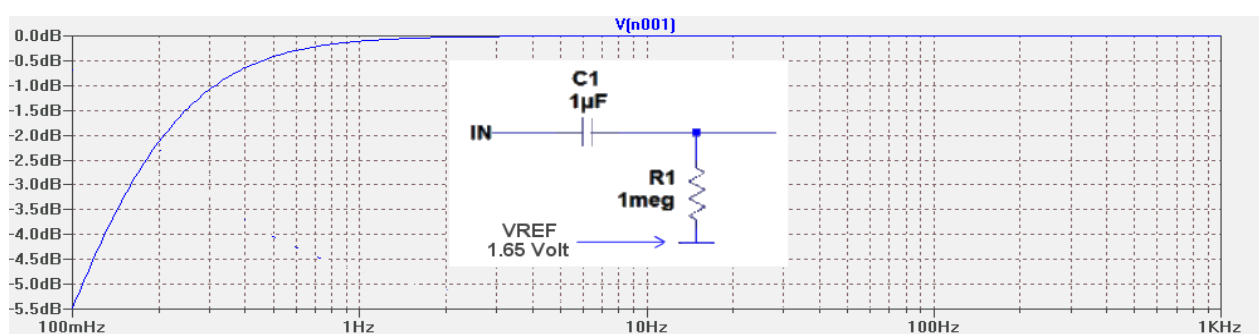 V(n001)
0.0dB
-0.5dB
-1.0dB
-1.5dB
-2.0dB
-2.5dB
-3.0dB
-3.5dB
-4.0dB
-4.5dB
-5.0dB
-5.5dB
C1
1µF
IN
R1
1meg
VREF
1.65 Volt
100mHz 1Hz 10Hz 100Hz 1KHz